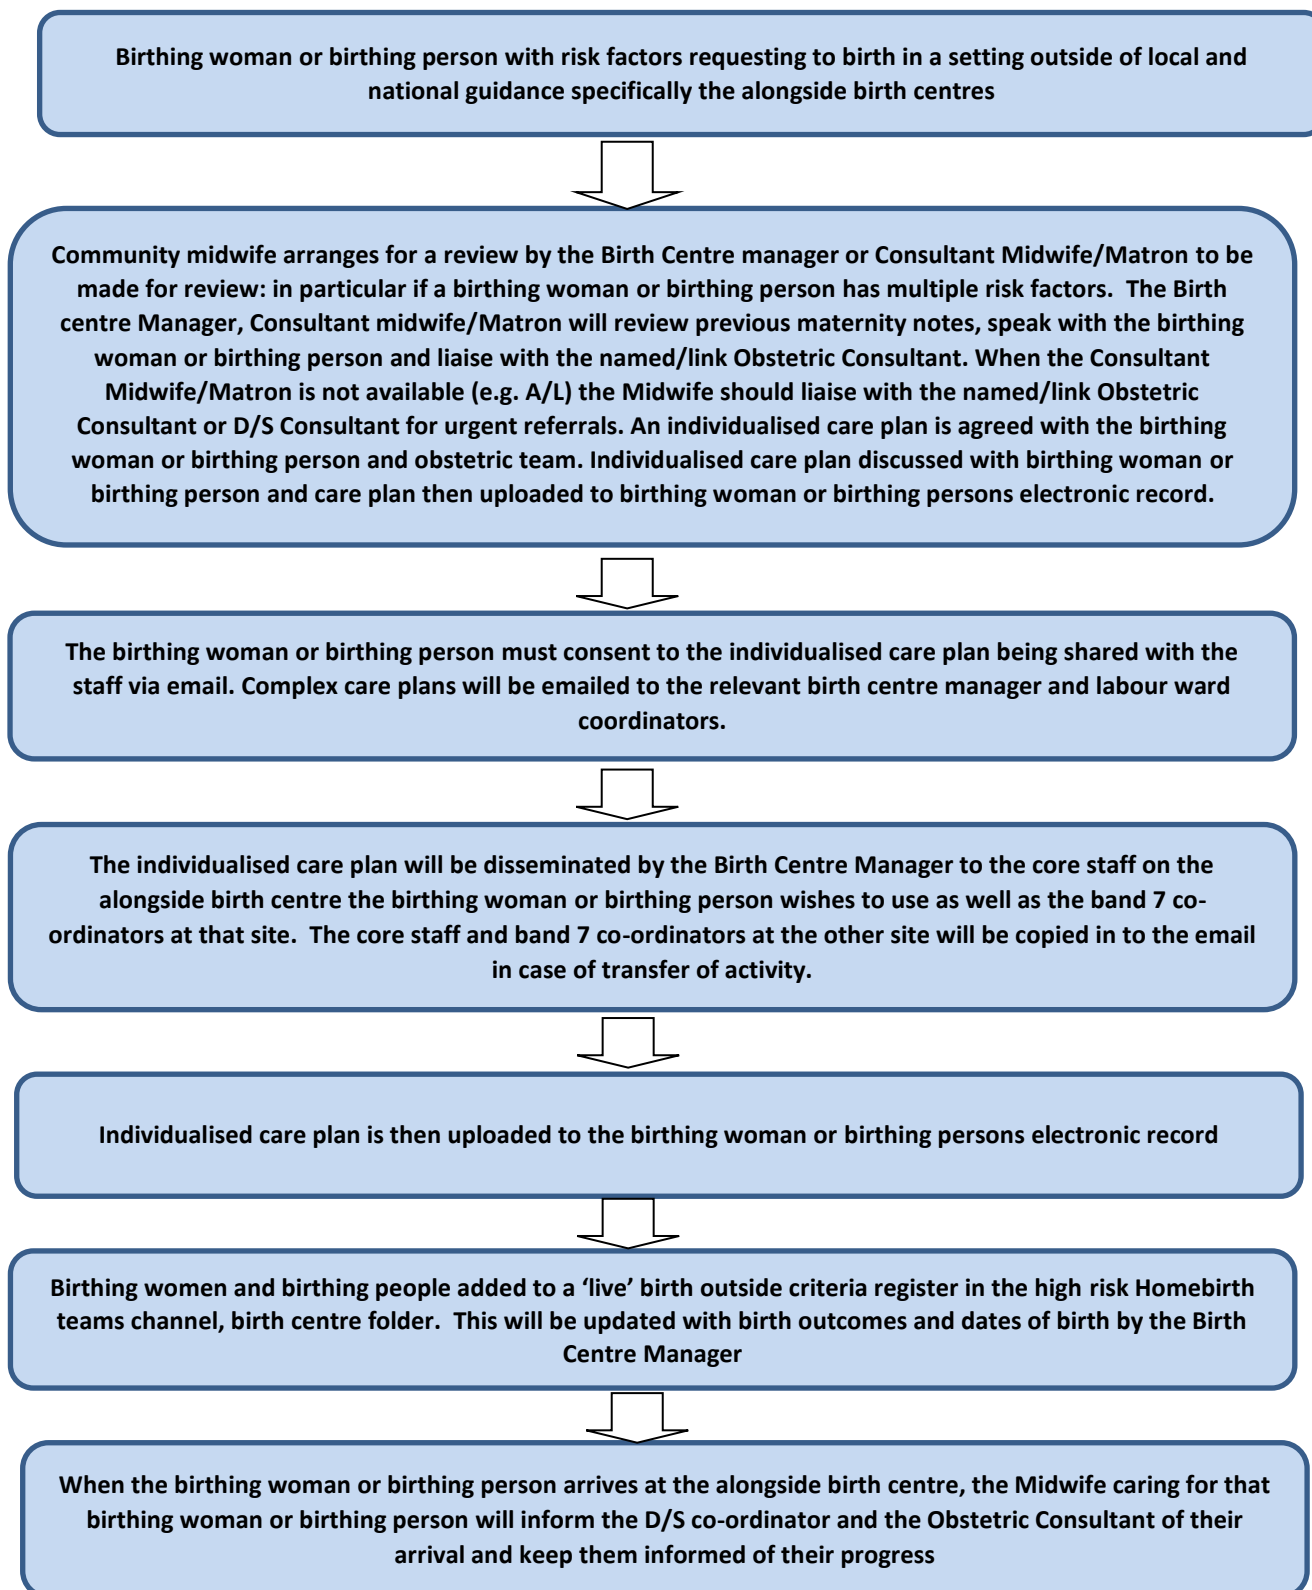 Birthing woman or birthing person with risk factors requesting to birth in a setting outside of local and
national guidance specifically the alongside birth centres
Community midwife arranges for a review by the Birth Centre manager or Consultant Midwife/Matron to be
made for review: in particular if a birthing woman or birthing person has multiple risk factors.  The Birth
centre Manager, Consultant midwife/Matron will review previous maternity notes, speak with the birthing
woman or birthing person and liaise with the named/link Obstetric Consultant. When the Consultant
Midwife/Matron is not available (e.g. A/L) the Midwife should liaise with the named/link Obstetric
Consultant or D/S Consultant for urgent referrals. An individualised care plan is agreed with the birthing
woman or birthing person and obstetric team. Individualised care plan discussed with birthing woman or
birthing person and care plan then uploaded to birthing woman or birthing persons electronic record.
The birthing woman or birthing person must consent to the individualised care plan being shared with the
staff via email. Complex care plans will be emailed to the relevant birth centre manager and labour ward
coordinators.
The individualised care plan will be disseminated by the Birth Centre Manager to the core staff on the
alongside birth centre the birthing woman or birthing person wishes to use as well as the band 7 co-
ordinators at that site.  The core staff and band 7 co-ordinators at the other site will be copied in to the email
in case of transfer of activity.
Individualised care plan is then uploaded to the birthing woman or birthing persons electronic record
Birthing women and birthing people added to a ‘live’ birth outside criteria register in the high risk Homebirth
teams channel, birth centre folder.  This will be updated with birth outcomes and dates of birth by the Birth
Centre Manager
When the birthing woman or birthing person arrives at the alongside birth centre, the Midwife caring for that
birthing woman or birthing person will inform the D/S co-ordinator and the Obstetric Consultant of their
arrival and keep them informed of their progress